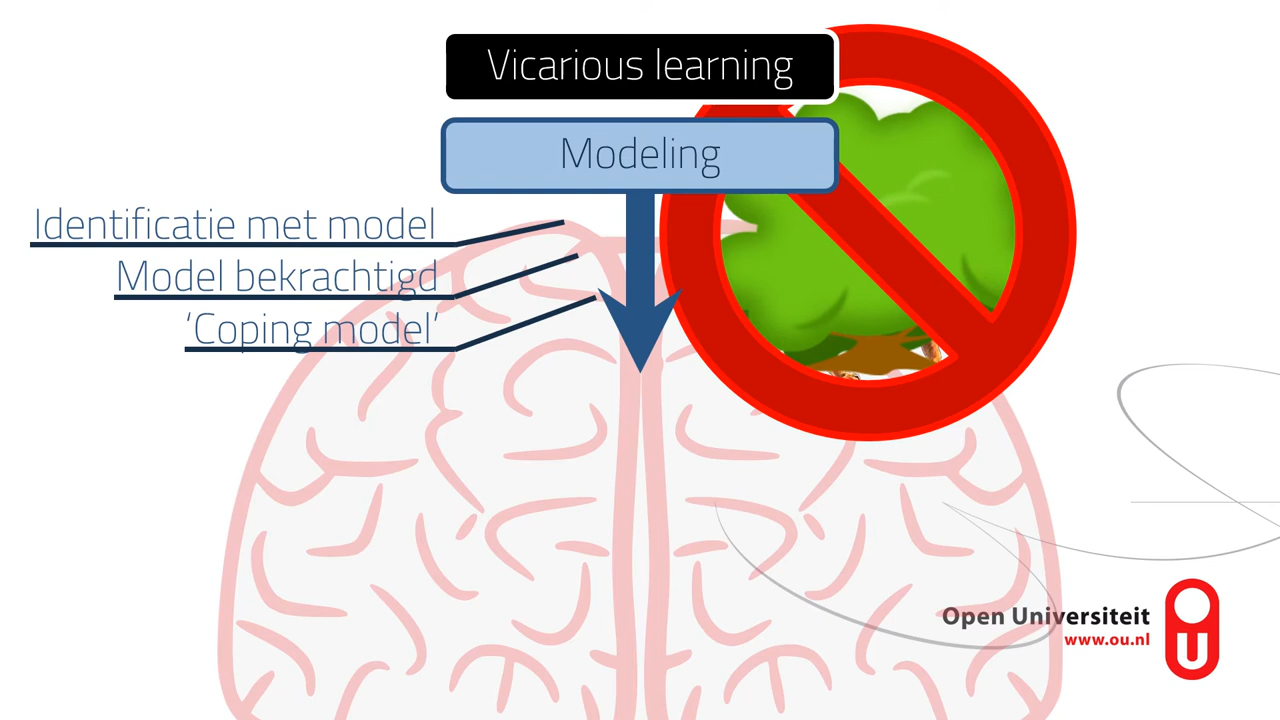 Vicarious learning
Modeling
Identificatie met model
Model bekrachtigd
‘Coping model’
Open Universiteit
www.ou.nl